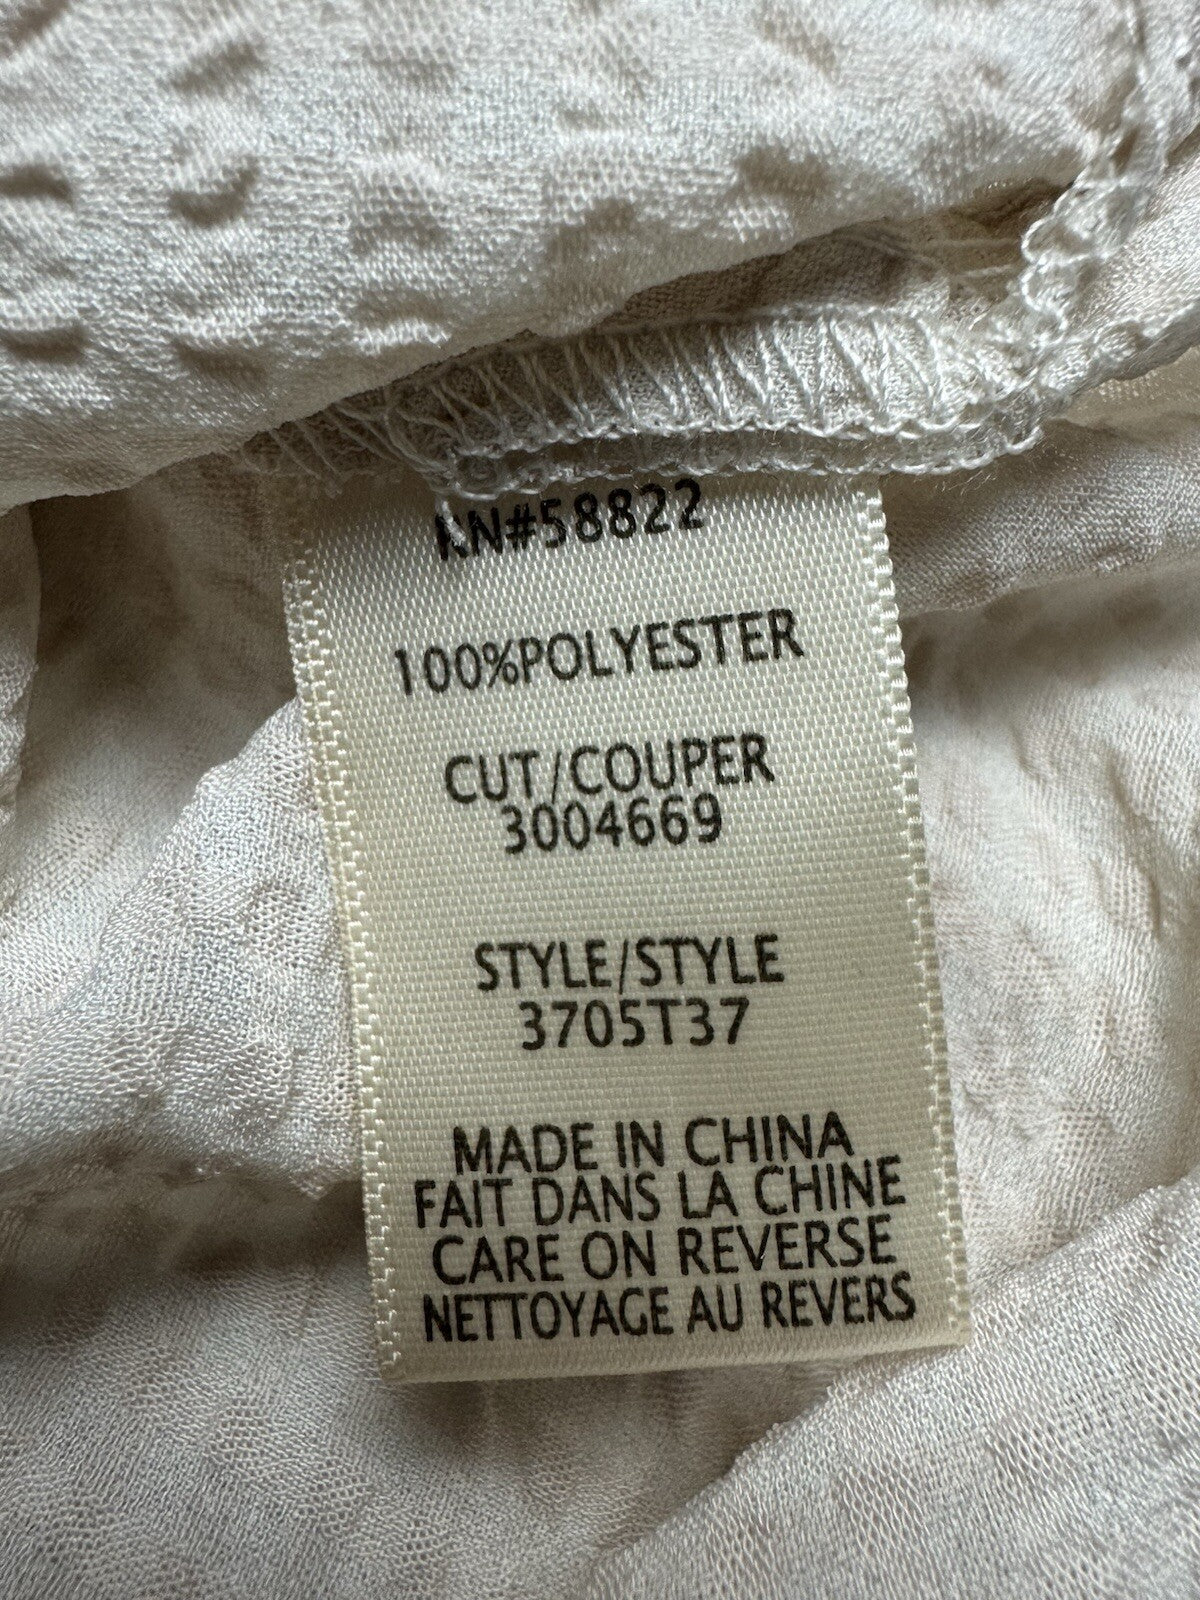 RN#58822
100%POLYESTER
CUT/COUPER
3004669
STYLE/STYLE
3705T37
MADE IN CHINA
FAIT DANS LA CHINE
CARE ON REVERSE
NETTOYAGE AU REVERS